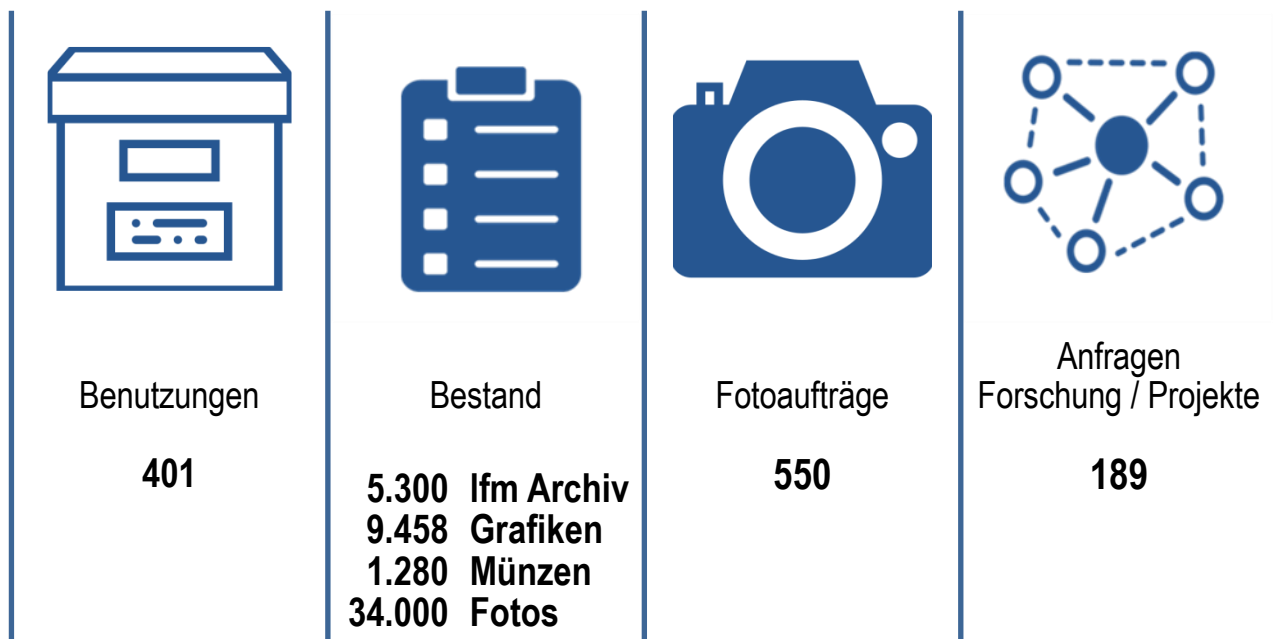 Benutzungen
401
Bestand
5.300 lfm Archiv
9.458 Grafiken
1.280 Münzen
34.000 Fotos
Fotoaufträge
550
Anfragen
Forschung / Projekte
189